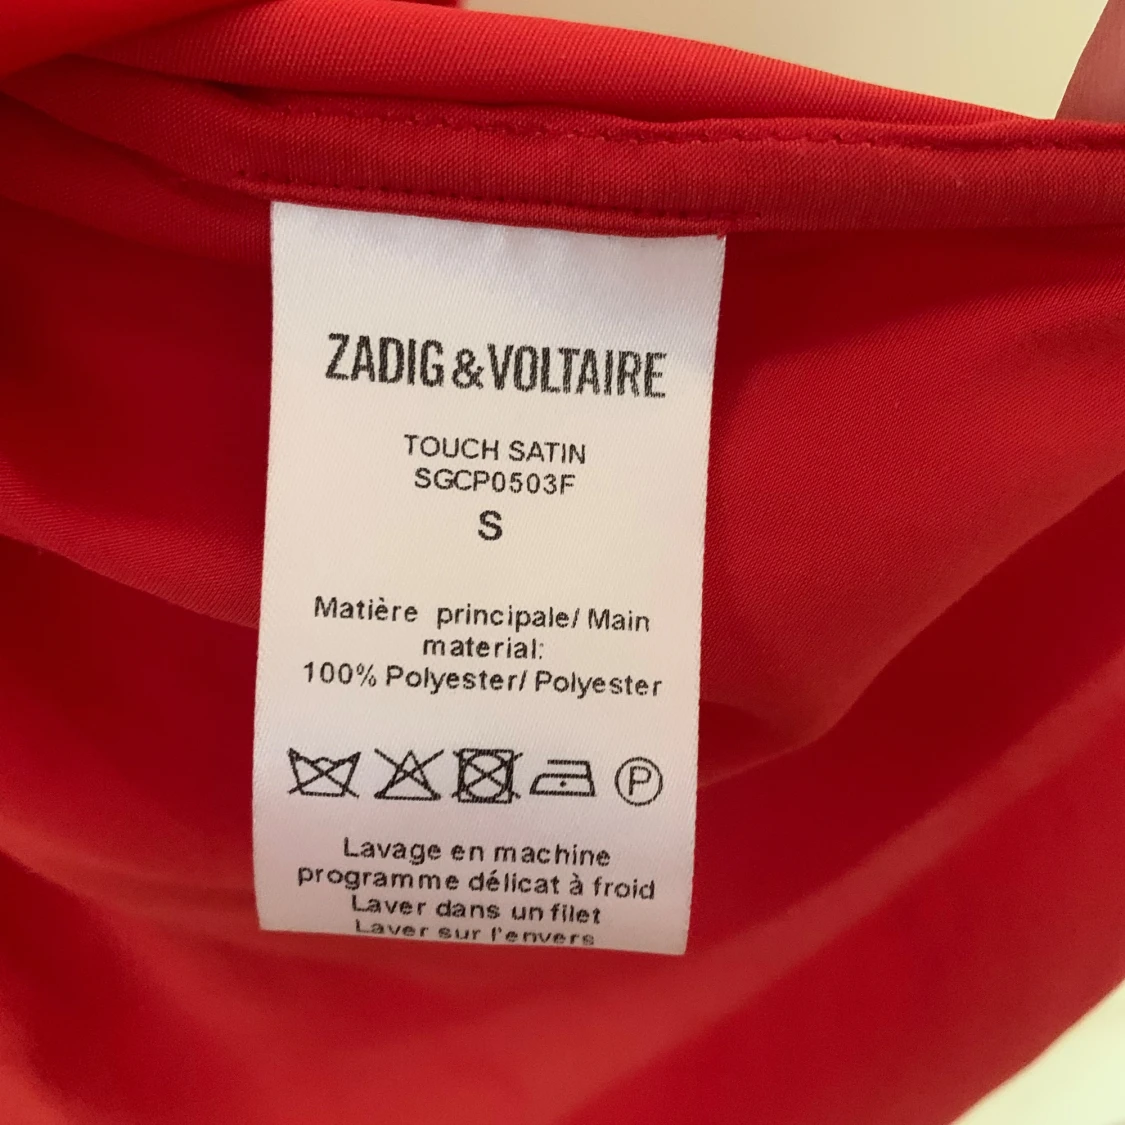 ZADIG & VOLTAIRE
TOUCH SATIN
SGCP0503F
S
Matière principale/ Main
material:
100% Polyester/ Polyester
P
Lavage en machine
programme délicat à froid
Laver dans un filet
Laver sur l'envers